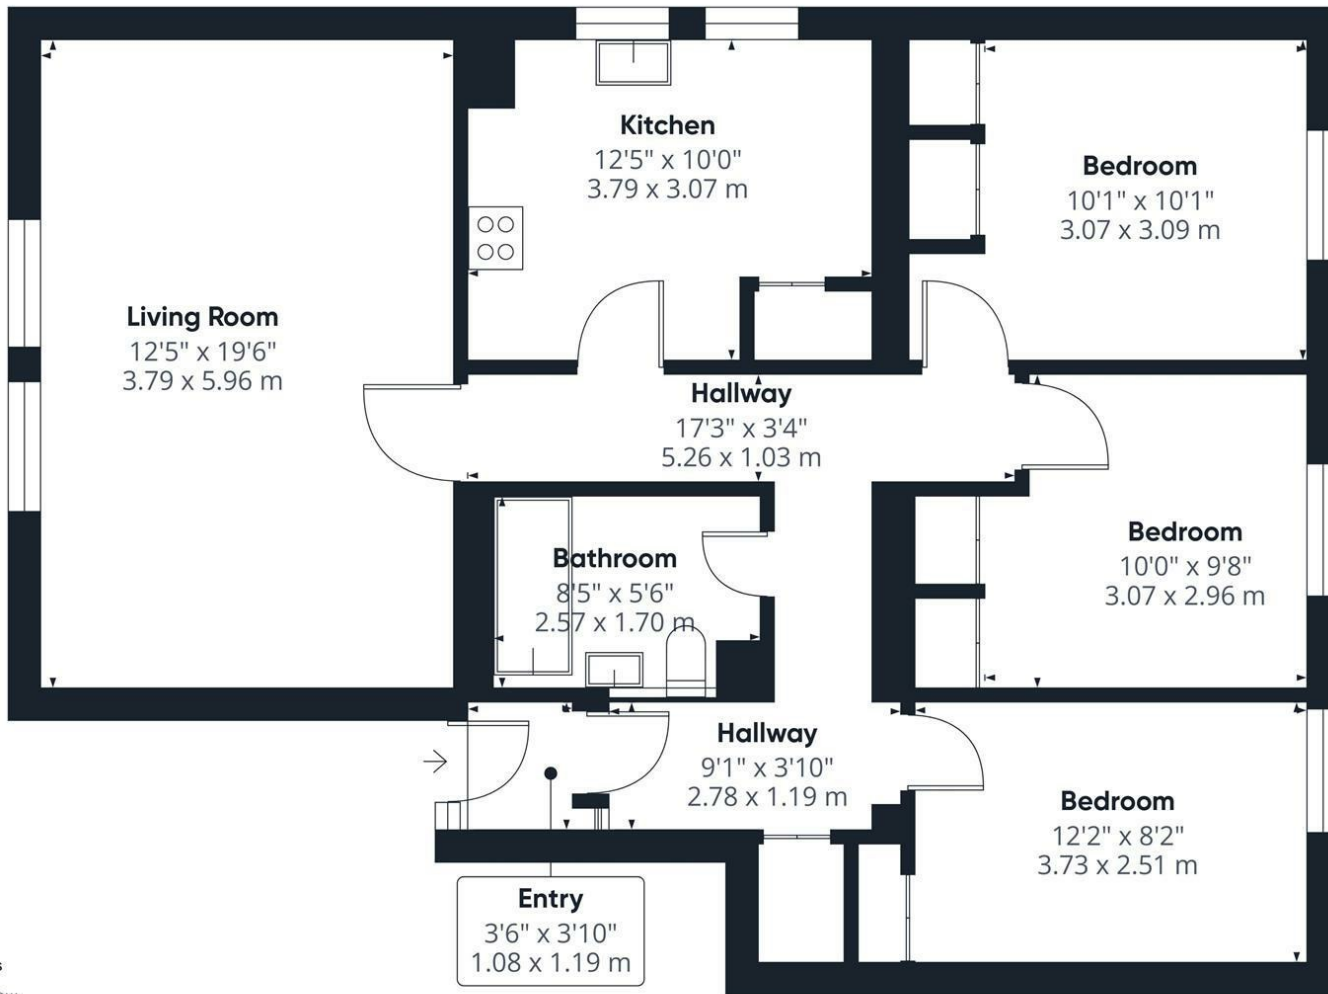 Kitchen
12'5" x 10'0"
3.79 x 3.07 m
Bedroom
10'1" x 10'1"
3.07 x 3.09 m
Living Room
12'5" x 19'6"
3.79 x 5.96 m
Hallway
17'3" x 3'4"
5.26 x 1.03 m
Bathroom
8'5" x 5'6"
2.57 x 1.70 m
Bedroom
10'0" x 9'8"
3.07 x 2.96 m
Hallway
9'1" x 3'10"
2.78 x 1.19 m
Bedroom
12'2" x 8'2"
3.73 x 2.51 m
Entry
3'6" x 3'10"
1.08 x 1.19 m